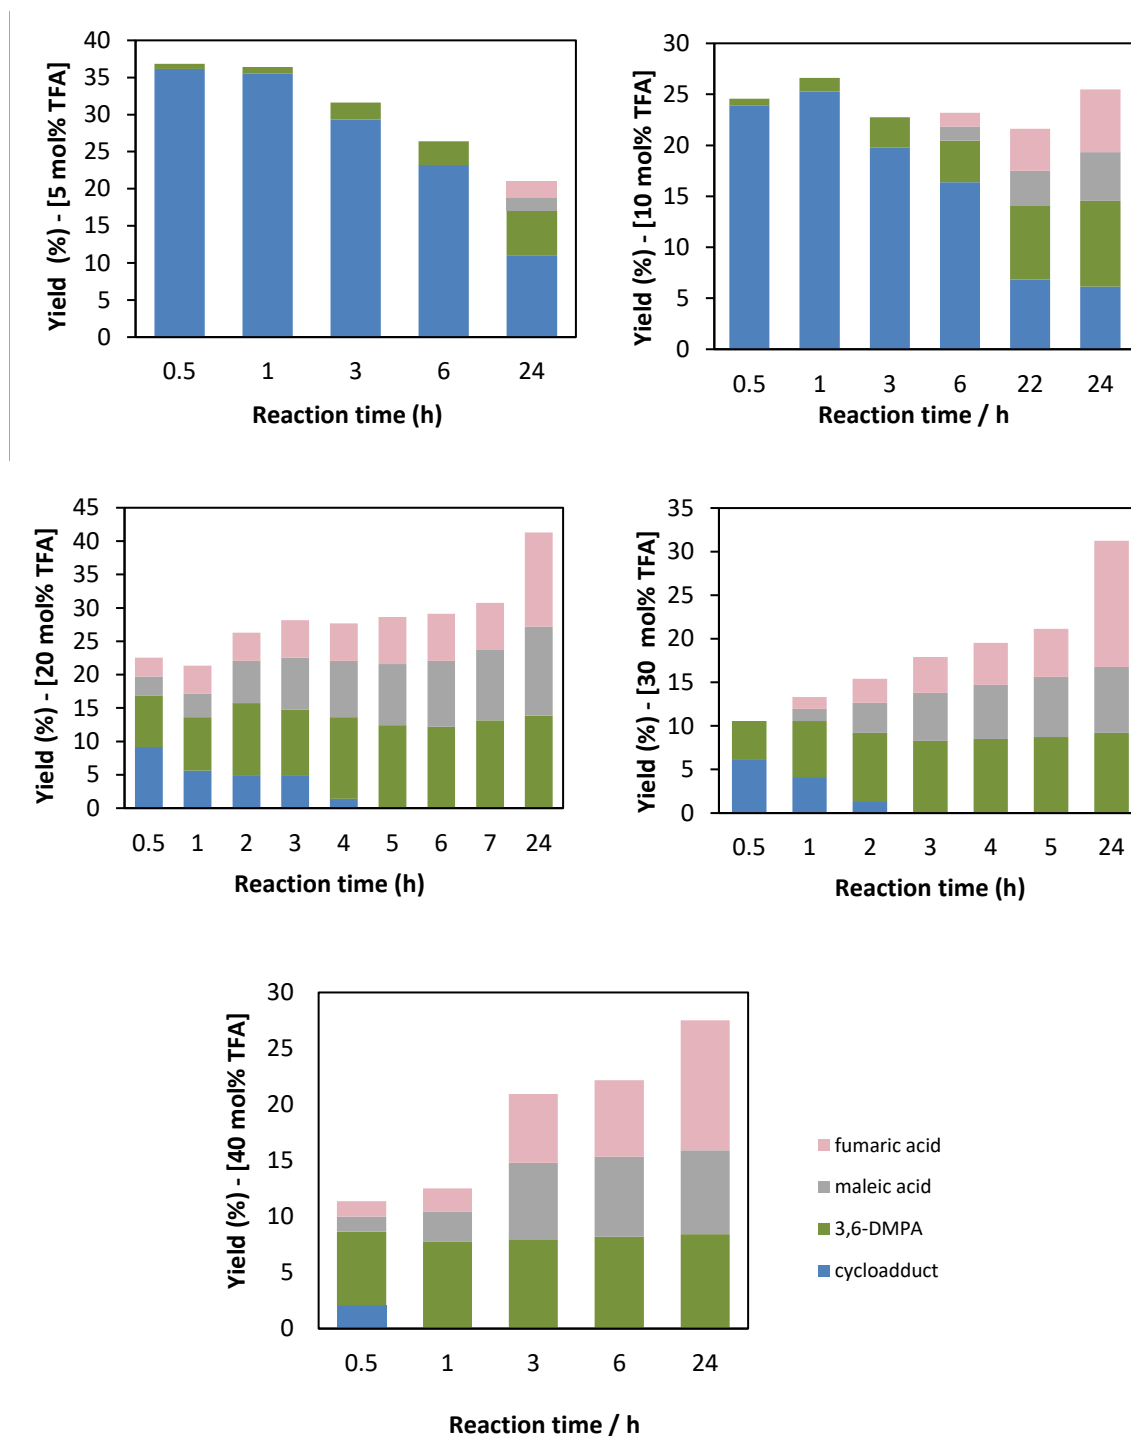 Yield (%) - [5 mol% TFA]
40
35
30
25
20
15
10
5
0
0.5 1 3 6 24
Reaction time (h)
Yield (%) - [10 mol% TFA]
30
25
20
15
10
5
0
0.5 1 3 6 22 24
Reaction time / h
Yield (%) - [20 mol% TFA]
45
40
35
30
25
20
15
10
5
0
0.5 1 2 3 4 5 6 7 24
Reaction time (h)
Yield (%) - [30 mol% TFA]
35
30
25
20
15
10
5
0
0.5 1 2 3 4 5 24
Reaction time (h)
Yield (%) - [40 mol% TFA]
30
25
20
15
10
5
0
0.5 1 3 6 24
Reaction time / h
fumaric acid
maleic acid
3,6-DMPA
cycloadduct